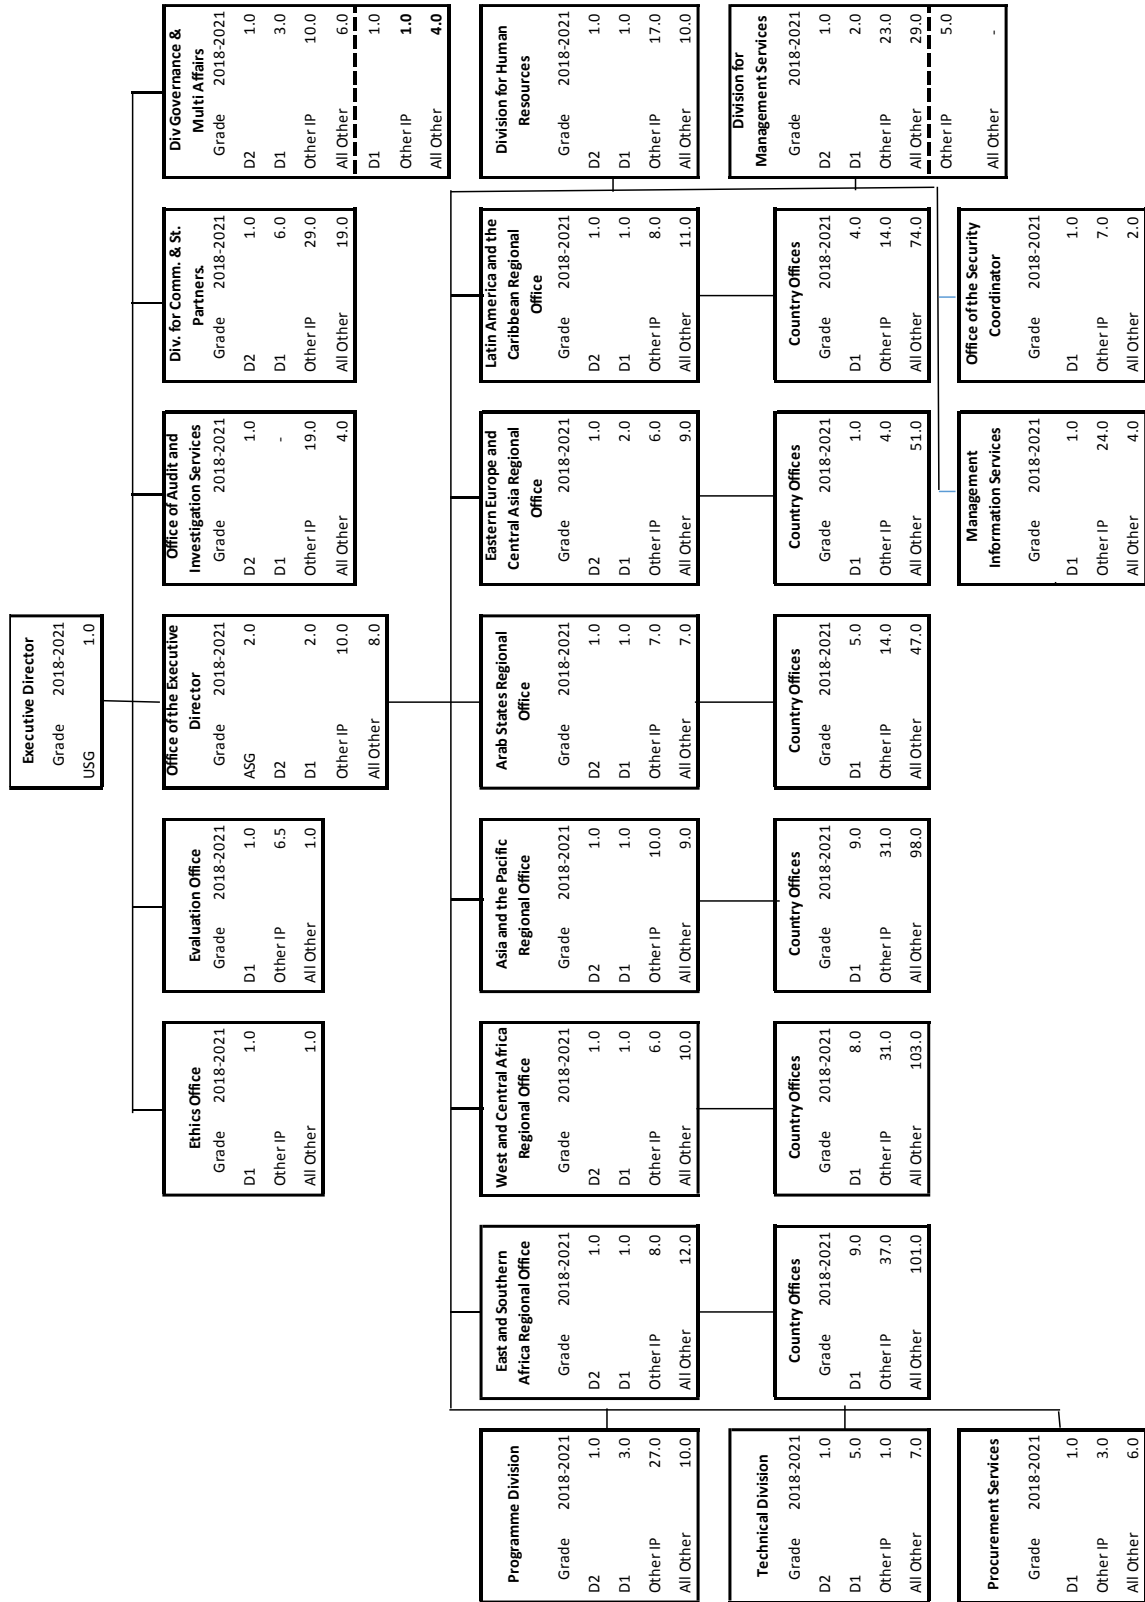 Executive Director
Grade 2018-2021
USG 1.0
Ethics Office
Grade 2018-2021
D1 1.0
Other IP
All Other 1.0
Evaluation Office
Grade 2018-2021
D1 1.0
Other IP 6.5
All Other 1.0
Office of the Executive
Director
Grade 2018-2021
ASG 2.0
D2
D1 2.0
Other IP 10.0
All Other 8.0
Office of Audit and
Investigation Services
Grade 2018-2021
D2 1.0
D1 -
Other IP 19.0
All Other 4.0
Div. for Comm. & St.
Partners.
Grade 2018-2021
D2 1.0
D1 6.0
Other IP 29.0
All Other 19.0
Div Governance &
Multi Affairs
Grade 2018-2021
D2 1.0
D1 3.0
Other IP 10.0
All Other 6.0
D1 1.0
Other IP 1.0
All Other 4.0
Programme Division
Grade 2018-2021
D2 1.0
D1 3.0
Other IP 27.0
All Other 10.0
East and Southern
Africa Regional Office
Grade 2018-2021
D2 1.0
D1 1.0
Other IP 8.0
All Other 12.0
West and Central Africa
Regional Office
Grade 2018-2021
D2 1.0
D1 1.0
Other IP 6.0
All Other 10.0
Asia and the Pacific
Regional Office
Grade 2018-2021
D2 1.0
D1 1.0
Other IP 10.0
All Other 9.0
Arab States Regional
Office
Grade 2018-2021
D2 1.0
D1 1.0
Other IP 7.0
All Other 7.0
Eastern Europe and
Central Asia Regional
Office
Grade 2018-2021
D2 1.0
D1 2.0
Other IP 6.0
All Other 9.0
Latin America and the
Caribbean Regional
Office
Grade 2018-2021
D2 1.0
D1 1.0
Other IP 8.0
All Other 11.0
Division for Human
Resources
Grade 2018-2021
D2 1.0
D1 1.0
Other IP 17.0
All Other 10.0
Technical Division
Grade 2018-2021
D2 1.0
D1 5.0
Other IP 1.0
All Other 7.0
Country Offices
Grade 2018-2021
D1 9.0
Other IP 37.0
All Other 101.0
Country Offices
Grade 2018-2021
D1 8.0
Other IP 31.0
All Other 103.0
Country Offices
Grade 2018-2021
D1 9.0
Other IP 31.0
All Other 98.0
Country Offices
Grade 2018-2021
D1 5.0
Other IP 14.0
All Other 47.0
Country Offices
Grade 2018-2021
D1 1.0
Other IP 4.0
All Other 51.0
Country Offices
Grade 2018-2021
D1 4.0
Other IP 14.0
All Other 74.0
Division for
Management Services
Grade 2018-2021
D2 1.0
D1 2.0
Other IP 23.0
All Other 29.0
Other IP 5.0
All Other -
Procurement Services
Grade 2018-2021
D1 1.0
Other IP 3.0
All Other 6.0
Management
Information Services
Grade 2018-2021
D1 1.0
Other IP 24.0
All Other 4.0
Office of the Security
Coordinator
Grade 2018-2021
D1 1.0
Other IP 7.0
All Other 2.0